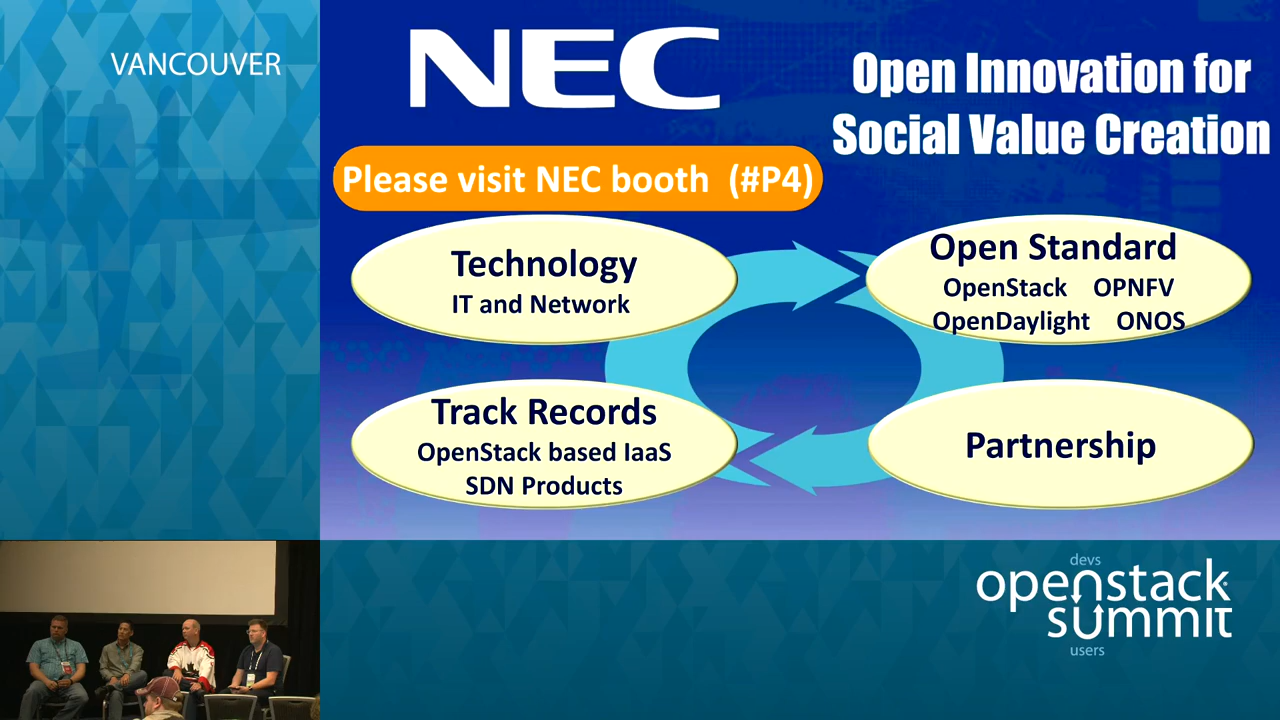 VANCOUVER
NEC
Open Innovation for
Social Value Creation
Please visit NEC booth (#P4)
Technology
IT and Network
Open Standard
OpenStack OPNFV
OpenDaylight ONOS
Track Records
OpenStack based IaaS
SDN Products
Partnership
devs
openstack
summit
users